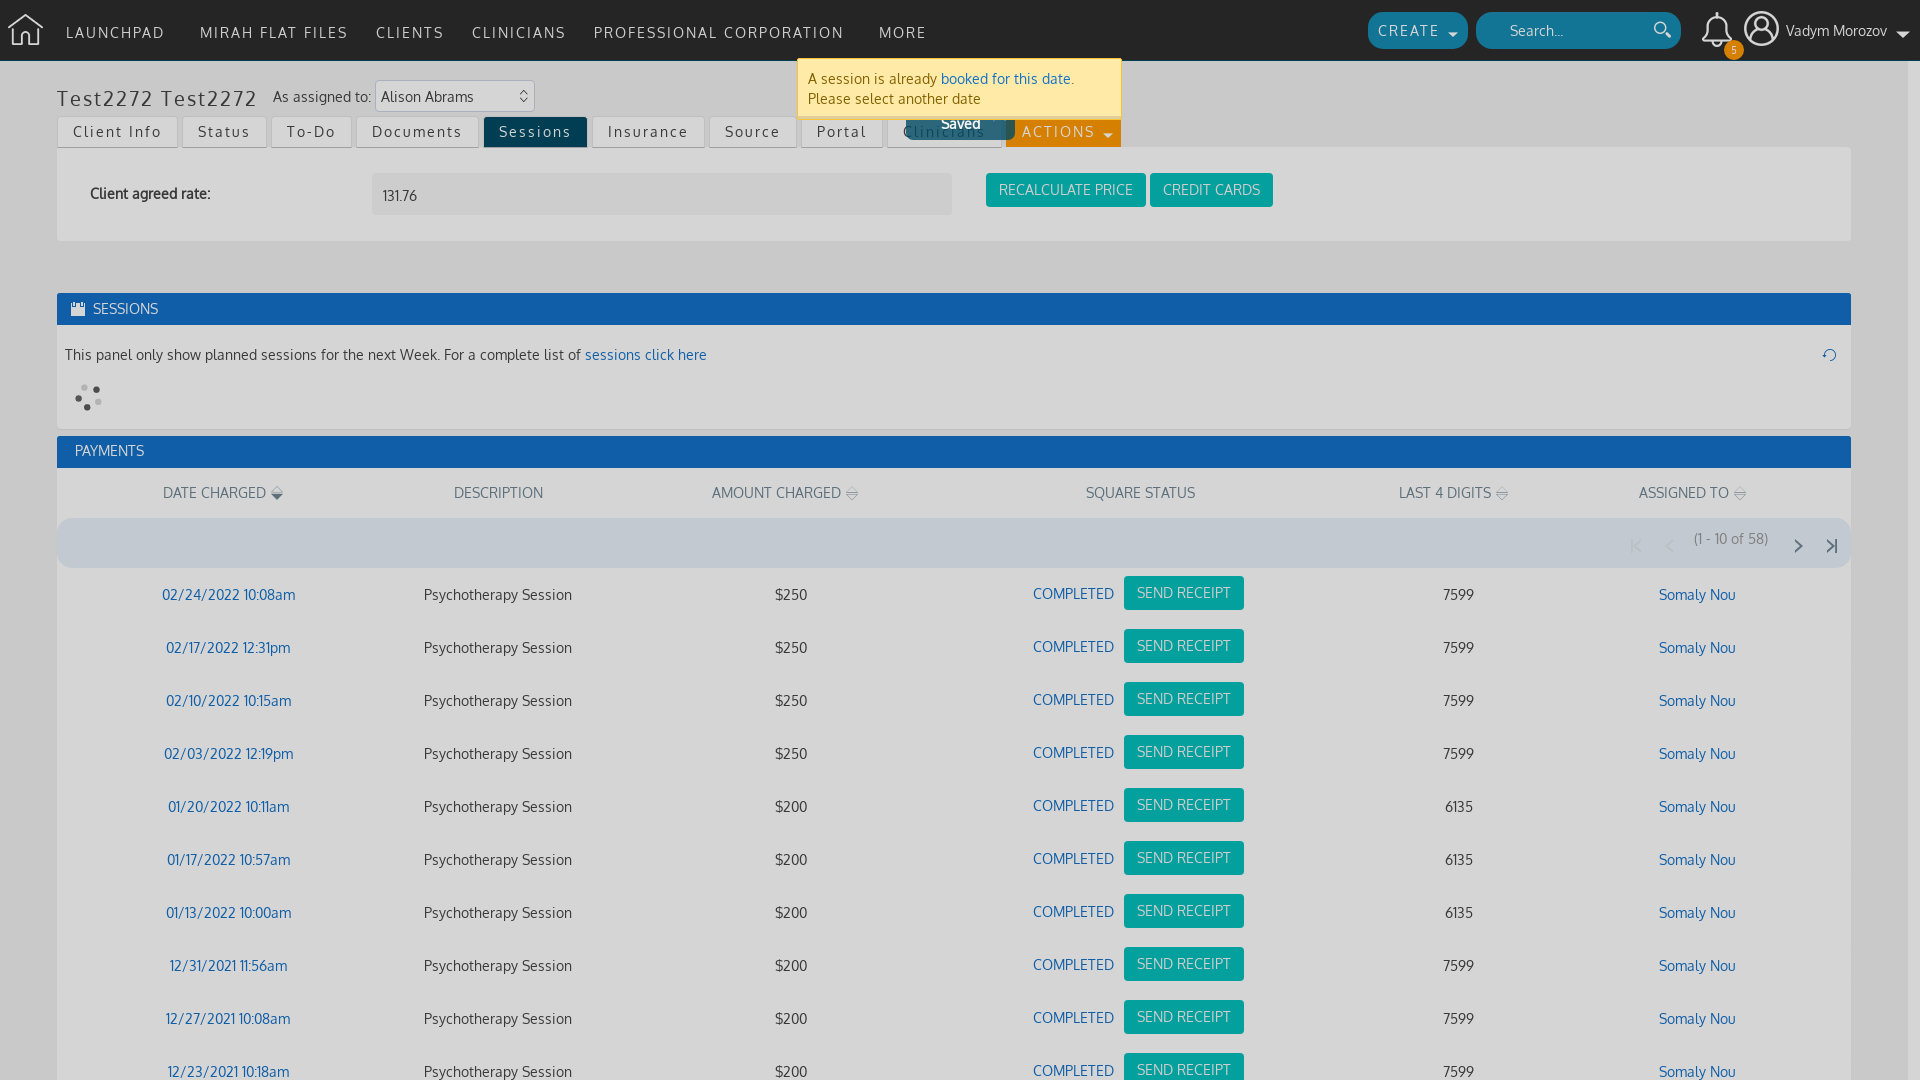 LAUNCHPAD MIRAH FLAT FILES CLIENTS CLINICIANS PROFESSIONAL CORPORATION MORE CREATE Search... 5 Vadym Morozov
A session is already booked for this date.
Please select another date
Test2272 Test2272 As assigned to: Alison Abrams
Saved
Client Info Status To-Do Documents Sessions Insurance Source Portal Clinicians ACTIONS
Client agreed rate: 131.76 RECALCULATE PRICE CREDIT CARDS
SESSIONS
This panel only show planned sessions for the next Week. For a complete list of sessions click here
PAYMENTS
DATE CHARGED DESCRIPTION AMOUNT CHARGED SQUARE STATUS LAST 4 DIGITS ASSIGNED TO
(1 - 10 of 58)
02/24/2022 10:08am Psychotherapy Session $250 COMPLETED SEND RECEIPT 7599 Somaly Nou
02/17/2022 12:31pm Psychotherapy Session $250 COMPLETED SEND RECEIPT 7599 Somaly Nou
02/10/2022 10:15am Psychotherapy Session $250 COMPLETED SEND RECEIPT 7599 Somaly Nou
02/03/2022 12:19pm Psychotherapy Session $250 COMPLETED SEND RECEIPT 7599 Somaly Nou
01/20/2022 10:11am Psychotherapy Session $200 COMPLETED SEND RECEIPT 6135 Somaly Nou
01/17/2022 10:57am Psychotherapy Session $200 COMPLETED SEND RECEIPT 6135 Somaly Nou
01/13/2022 10:00am Psychotherapy Session $200 COMPLETED SEND RECEIPT 6135 Somaly Nou
12/31/2021 11:56am Psychotherapy Session $200 COMPLETED SEND RECEIPT 7599 Somaly Nou
12/27/2021 10:08am Psychotherapy Session $200 COMPLETED SEND RECEIPT 7599 Somaly Nou
12/23/2021 10:18am Psychotherapy Session $200 COMPLETED SEND RECEIPT 7599 Somaly Nou